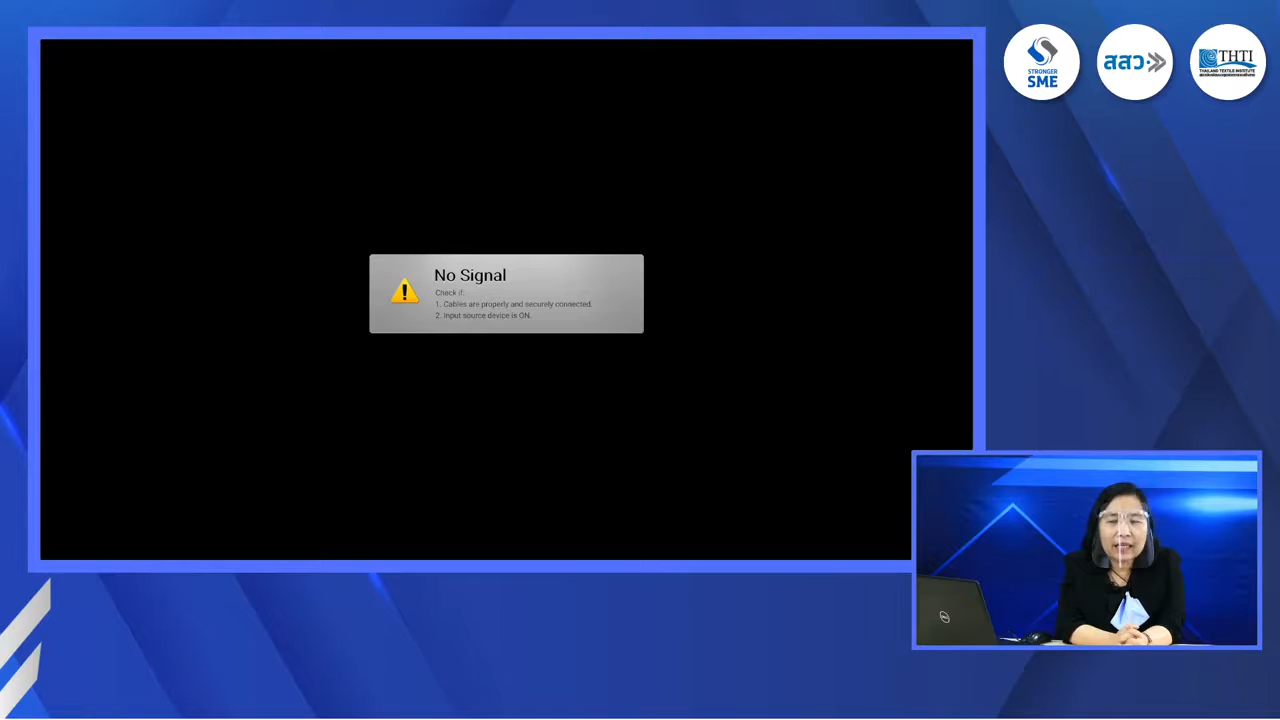 STRONGER
SME
สสว
THTI
THAILAND TEXTILE INSTITUTE
No Signal
Check if:
1. Cables are properly and securely connected.
2. Input source device is ON.
DELL